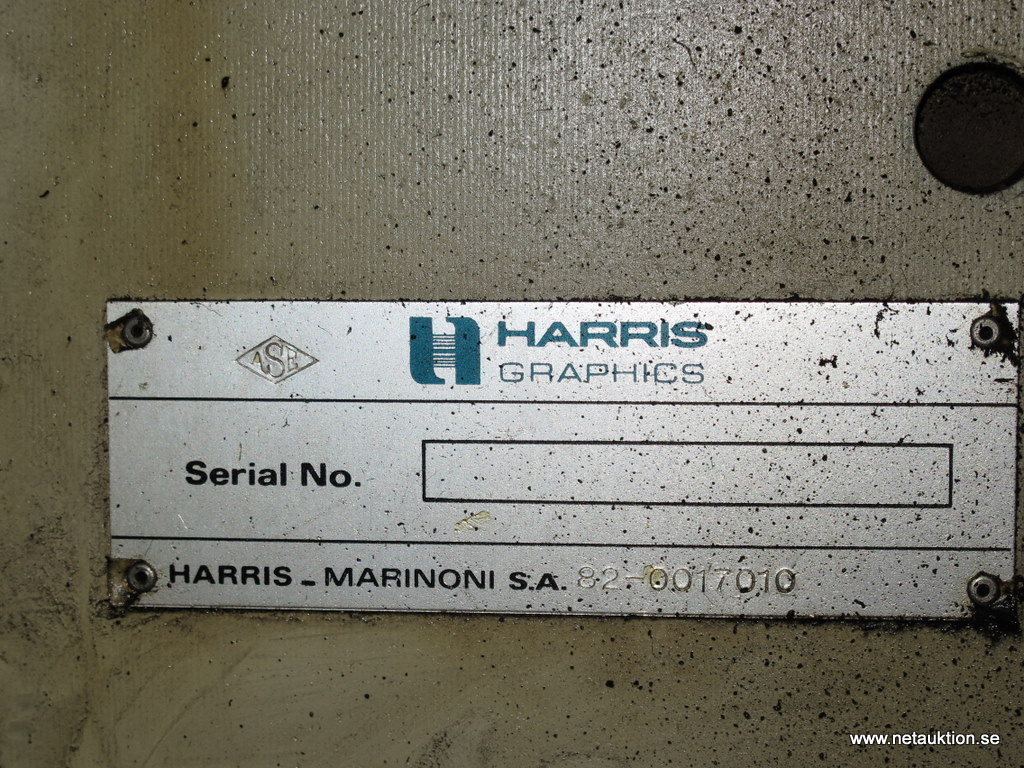 ASE
HARRIS
GRAPHICS
Serial No.
HARRIS - MARINONI S.A. 82-0017010
www.netauktion.se